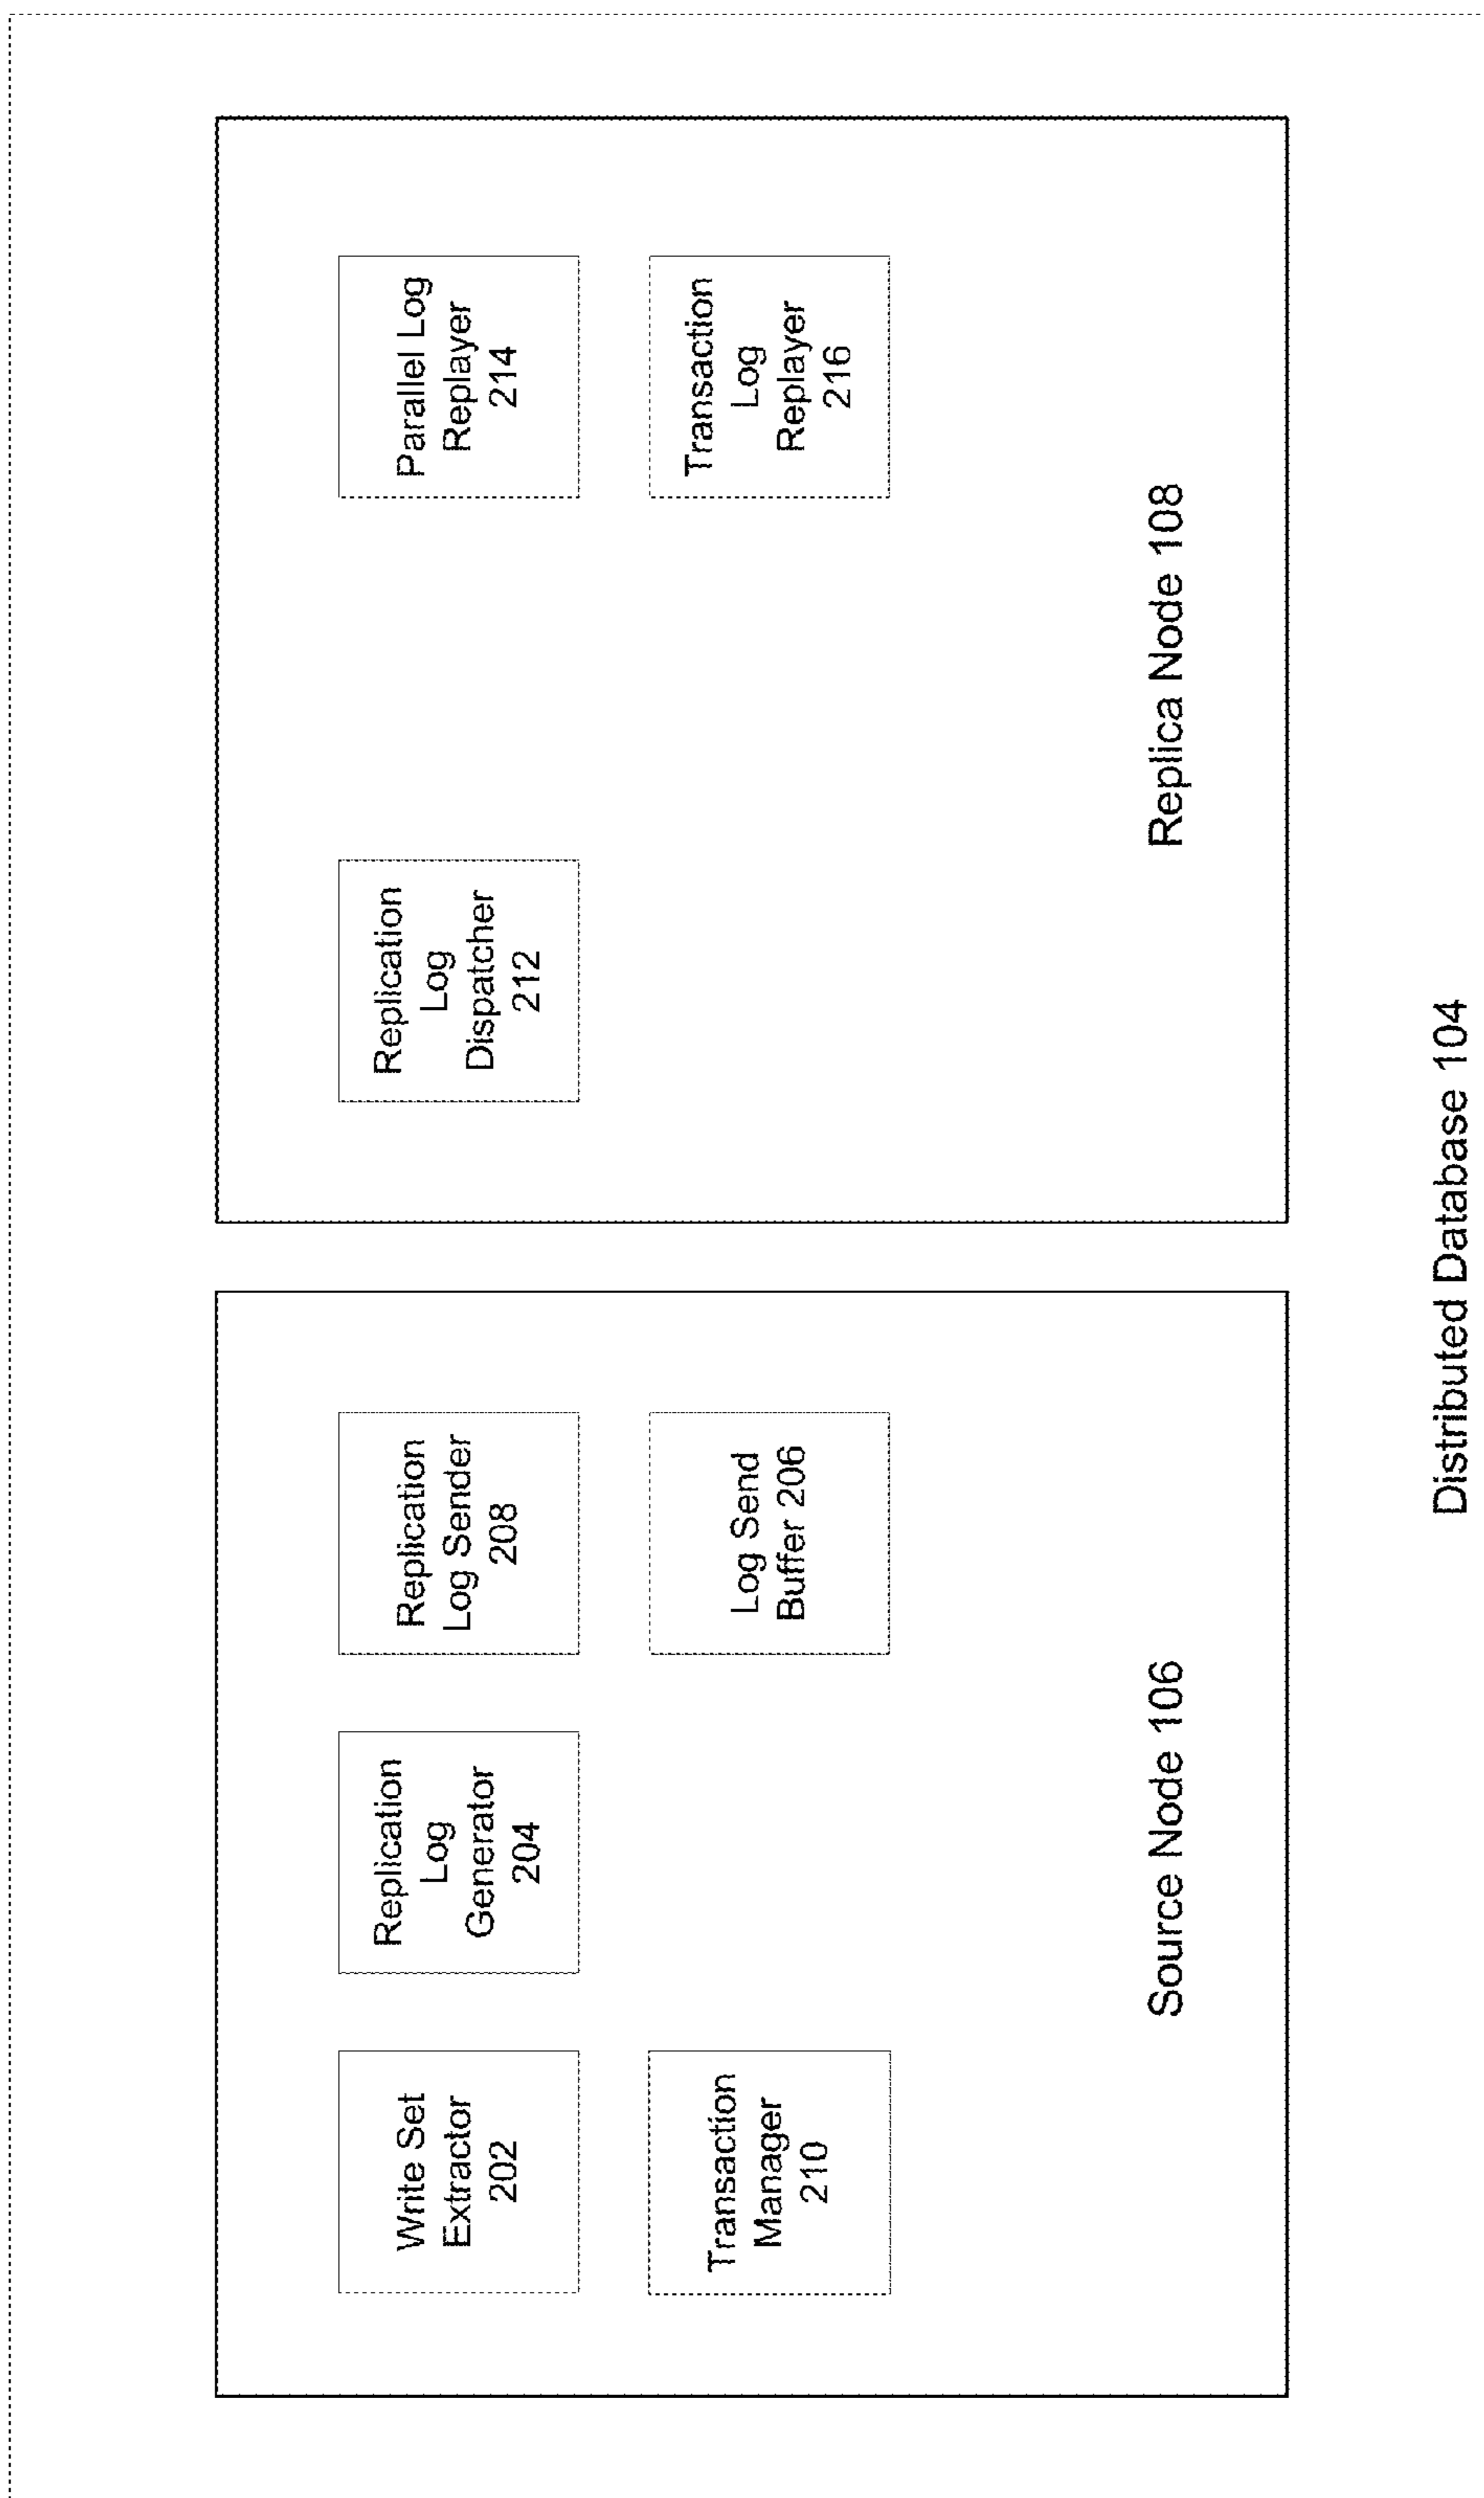 Write Set
Extractor
202
Replication
Log
Generator
204
Replication
Log Sender
208
Transaction
Manager
210
Log Send
Buffer 206
Source Node 106
Replication
Log
Dispatcher
212
Parallel Log
Replayer
214
Transaction
Log
Replayer
216
Replica Node 108
Distributed Database 104